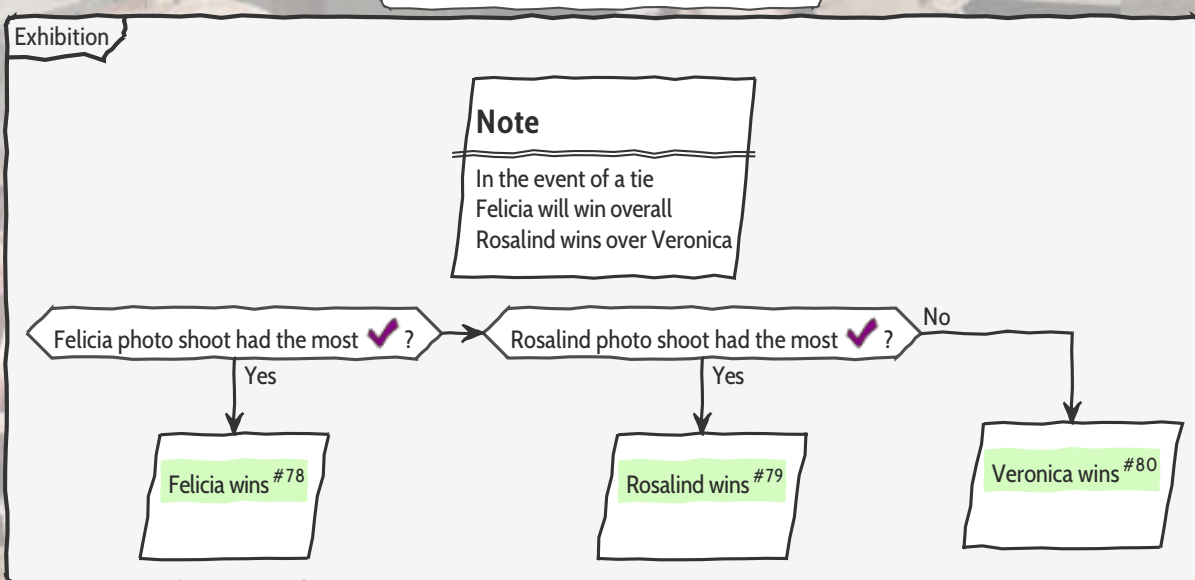 Exhibition
Note
In the event of a tie
Felicia will win overall
Rosalind wins over Veronica
Felicia photo shoot had the most ✔ ?
Rosalind photo shoot had the most ✔ ?
No
Yes
Yes
Felicia wins #78
Rosalind wins #79
Veronica wins #80